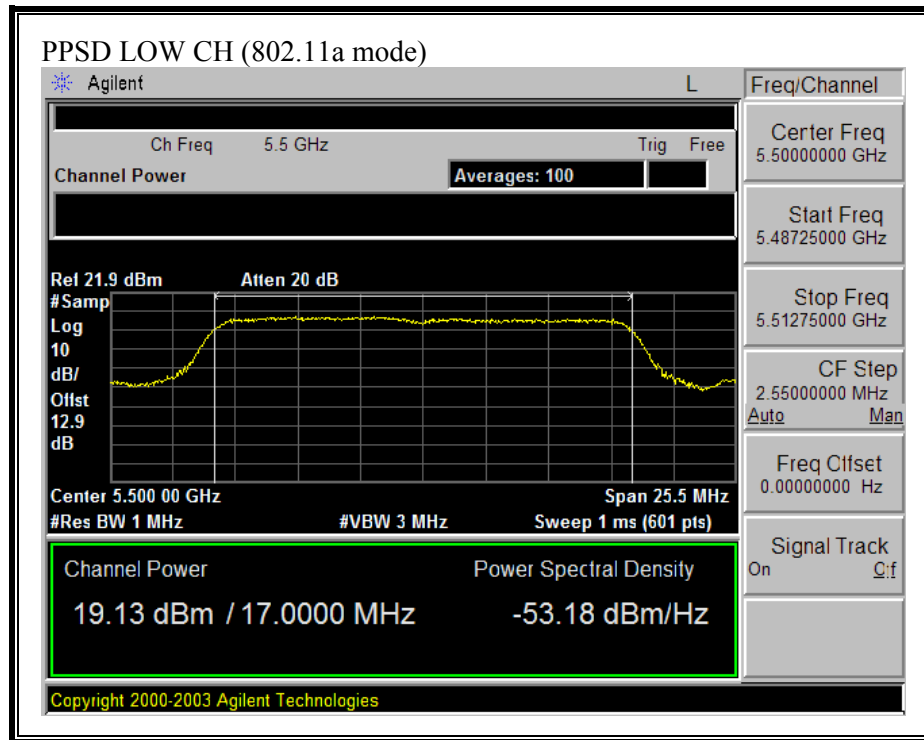 PPSD LOW CH (802.11a mode)
Agilent L
Freq/Channel
Ch Freq 5.5 GHz Trig Free
Channel Power Averages: 100
Ref 21.9 dBm Atten 20 dB
#Samp
Log
10
dB/
Offst
12.9
dB
Center 5.500 00 GHz Span 25.5 MHz
#Res BW 1 MHz #VBW 3 MHz Sweep 1 ms (601 pts)
Channel Power Power Spectral Density
19.13 dBm / 17.0000 MHz -53.18 dBm/Hz
Copyright 2000-2003 Agilent Technologies
Center Freq
5.50000000 GHz
Start Freq
5.48725000 GHz
Stop Freq
5.51275000 GHz
CF Step
2.55000000 MHz
Auto Man
Freq Offset
0.00000000 Hz
Signal Track
On Off